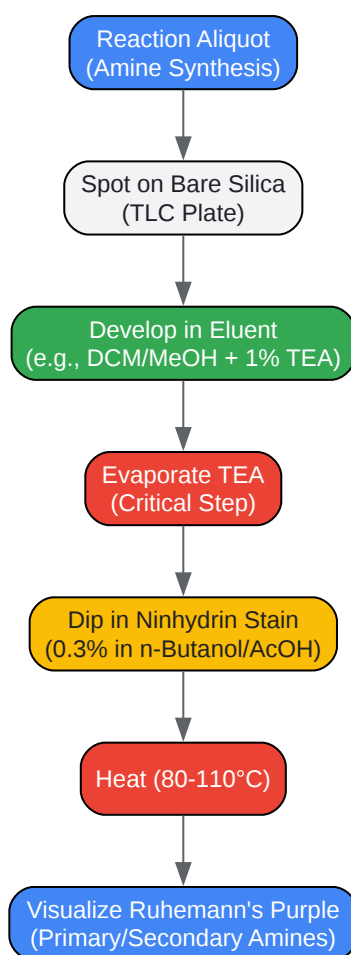 Reaction Aliquot
(Amine Synthesis)
Spot on Bare Silica
(TLC Plate)
Develop in Eluent
(e.g., DCM/MeOH + 1% TEA)
Evaporate TEA
(Critical Step)
Dip in Ninhydrin Stain
(0.3% in n-Butanol/AcOH)
Heat (80-110°C)
Visualize Ruhemann's Purple
(Primary/Secondary Amines)